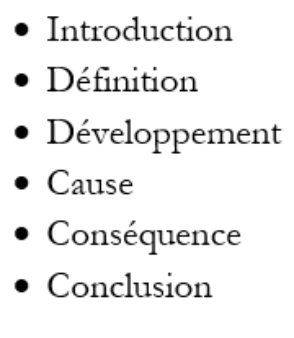 • Introduction
• Définition
• Développement
• Cause
• Conséquence
• Conclusion